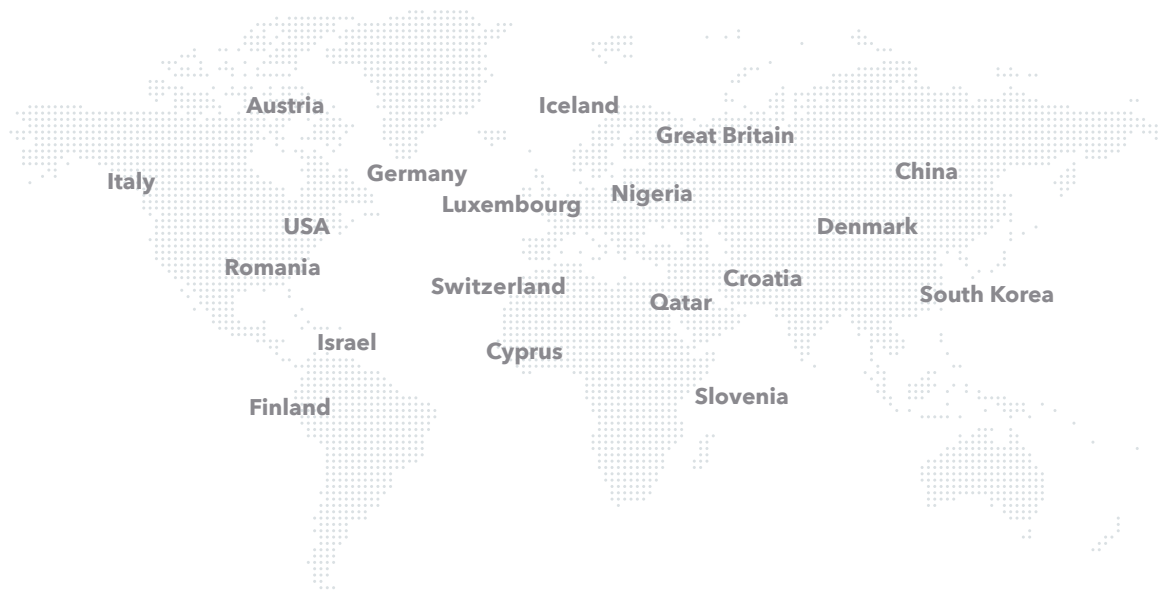 Austria
Iceland
Great Britain
China
Germany
Italy
Nigeria
Luxembourg
USA
Denmark
Romania
Croatia
Switzerland
South Korea
Qatar
Israel
Cyprus
Slovenia
Finland